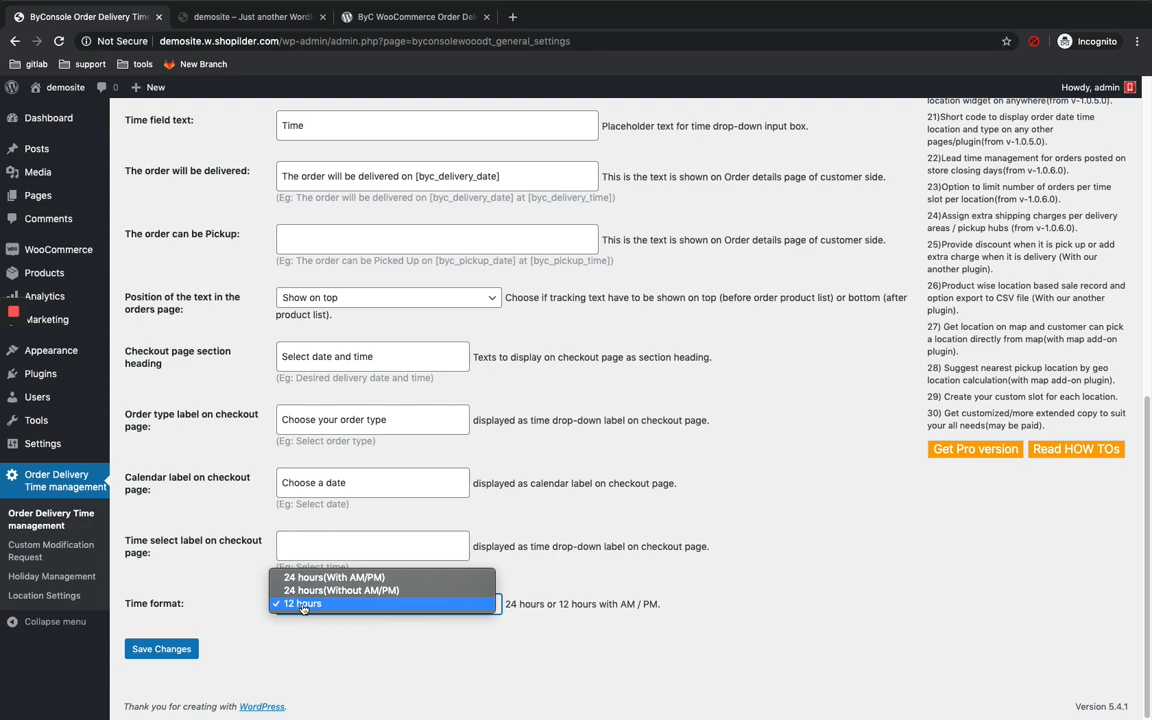 ByConsole Order Delivery Time
demosite – Just another Word
ByC WooCommerce Order Del
Not Secure
demosite.w.shopilder.com/wp-admin/admin.php?page=byconsolewooodt_general_settings
Incognito
gitlab
support
tools
New Branch
demosite
0
New
Howdy, admin
Dashboard
Posts
Media
Pages
Comments
WooCommerce
Products
Analytics
Marketing
Appearance
Plugins
Users
Tools
Settings
Order Delivery
Time management
Order Delivery Time
management
Custom Modification
Request
Holiday Management
Location Settings
Collapse menu
Time field text:
Time
Placeholder text for time drop-down input box.
The order will be delivered:
The order will be delivered on [byc_delivery_date]
This is the text is shown on Order details page of customer side.
(Eg: The order will be delivered on [byc_delivery_date] at [byc_delivery_time])
The order can be Pickup:
This is the text is shown on Order details page of customer side.
(Eg: The order can be Picked Up on [byc_pickup_date] at [byc_pickup_time])
Position of the text in the
orders page:
Show on top
Choose if tracking text have to be shown on top (before order product list) or bottom (after
product list).
Checkout page section
heading
Select date and time
Texts to display on checkout page as section heading.
(Eg: Desired delivery date and time)
Order type label on checkout
page:
Choose your order type
displayed as time drop-down label on checkout page.
(Eg: Select order type)
Calendar label on checkout
page:
Choose a date
displayed as calendar label on checkout page.
(Eg: Select date)
Time select label on checkout
page:
displayed as time drop-down label on checkout page.
(Eg: Select time)
Time format:
24 hours(With AM/PM)
24 hours(Without AM/PM)
12 hours
24 hours or 12 hours with AM / PM.
Save Changes
location widget on anywhere(from v-1.0.5.0).
21)Short code to display order date time
location and type on any other
pages/plugin(from v-1.0.5.0).
22)Lead time management for orders posted on
store closing days(from v-1.0.6.0).
23)Option to limit number of orders per time
slot per location(from v-1.0.6.0).
24)Assign extra shipping charges per delivery
areas / pickup hubs (from v-1.0.6.0).
25)Provide discount when it is pick up or add
extra charge when it is delivery (With our
another plugin).
26)Product wise location based sale record and
option export to CSV file (With our another
plugin).
27) Get location on map and customer can pick
a location directly from map(with map add-on
plugin).
28) Suggest nearest pickup location by geo
location calculation(with map add-on plugin).
29) Create your custom slot for each location.
30) Get customized/more extended copy to suit
your all needs(may be paid).
Get Pro version
Read HOW TOs
Thank you for creating with WordPress.
Version 5.4.1